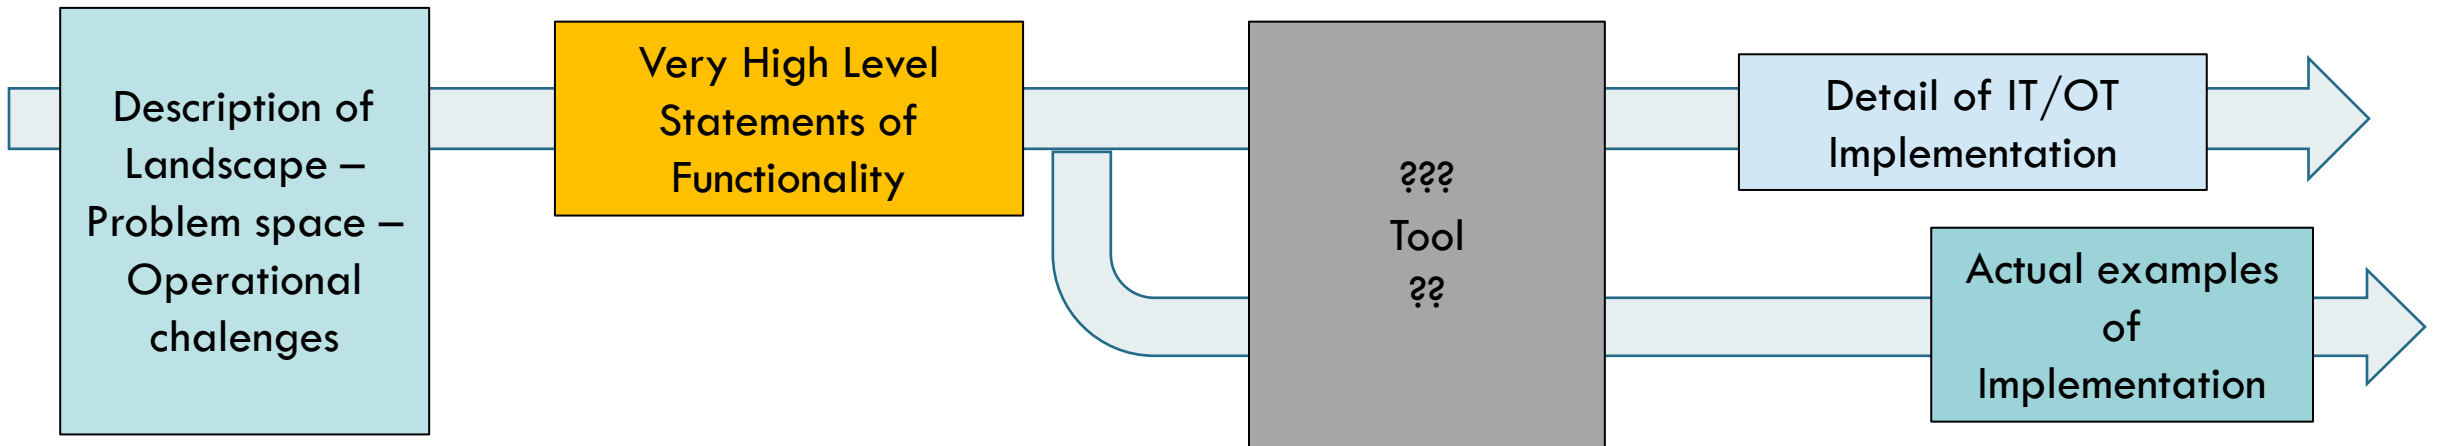 Description of
Landscape –
Problem space –
Operational
chalenges
Very High Level
Statements of
Functionality
???
Tool
??
Detail of IT/OT
Implementation
Actual examples
of
Implementation